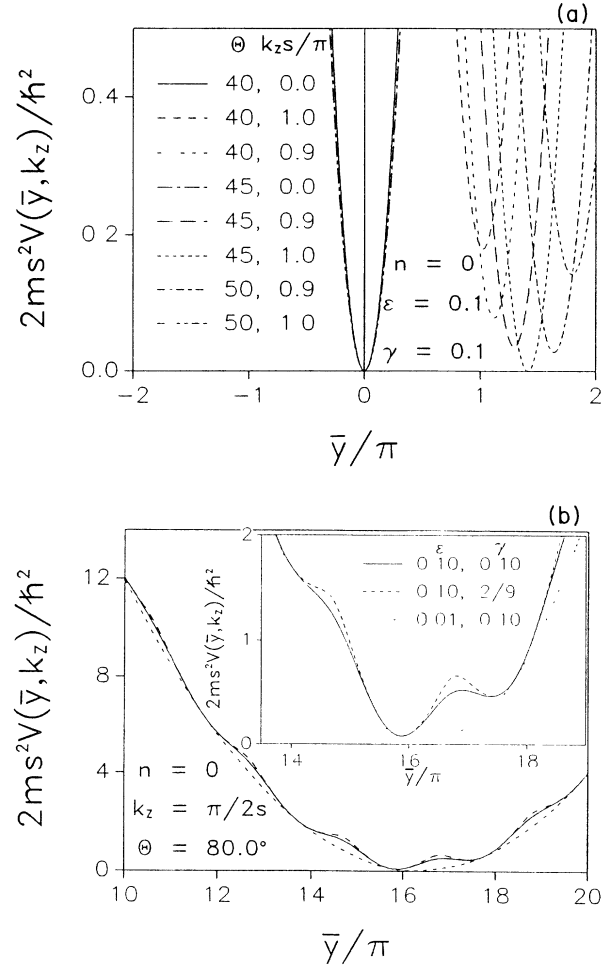 (a)
2ms²V(ȳ,k_z)/ℏ²
0.4
0.2
0.0
Θ k_zs/π
40, 0.0
40, 1.0
40, 0.9
45, 0.0
45, 0.9
45, 1.0
50, 0.9
50, 1.0
n = 0
ε = 0.1
γ = 0.1
−2 −1 0 1 2
ȳ/π
(b)
2ms²V(ȳ,k_z)/ℏ²
12
8
4
0
n = 0
k_z = π/2s
Θ = 80.0°
2ms²V(ȳ,k_z)/ℏ²
2
1
0
ε γ
0.10, 0.10
0.10, 2/9
0.01, 0.10
14 16 18
ȳ/π
10 12 14 16 18 20
ȳ/π